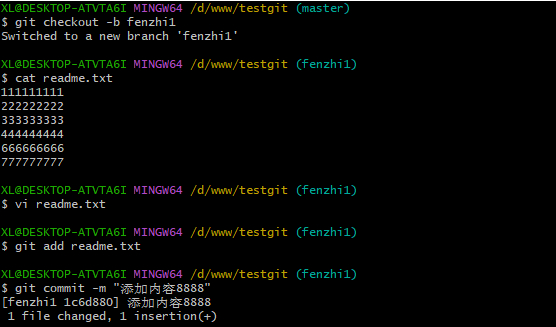 XL@DESKTOP-ATVTA6I MINGW64 /d/www/testgit (master)
$ git checkout -b fenzhi1
Switched to a new branch 'fenzhi1'
XL@DESKTOP-ATVTA6I MINGW64 /d/www/testgit (fenzhi1)
$ cat readme.txt
111111111
222222222
333333333
444444444
666666666
777777777
XL@DESKTOP-ATVTA6I MINGW64 /d/www/testgit (fenzhi1)
$ vi readme.txt
XL@DESKTOP-ATVTA6I MINGW64 /d/www/testgit (fenzhi1)
$ git add readme.txt
XL@DESKTOP-ATVTA6I MINGW64 /d/www/testgit (fenzhi1)
$ git commit -m "添加内容8888"
[fenzhi1 1c6d880] 添加内容8888
 1 file changed, 1 insertion(+)